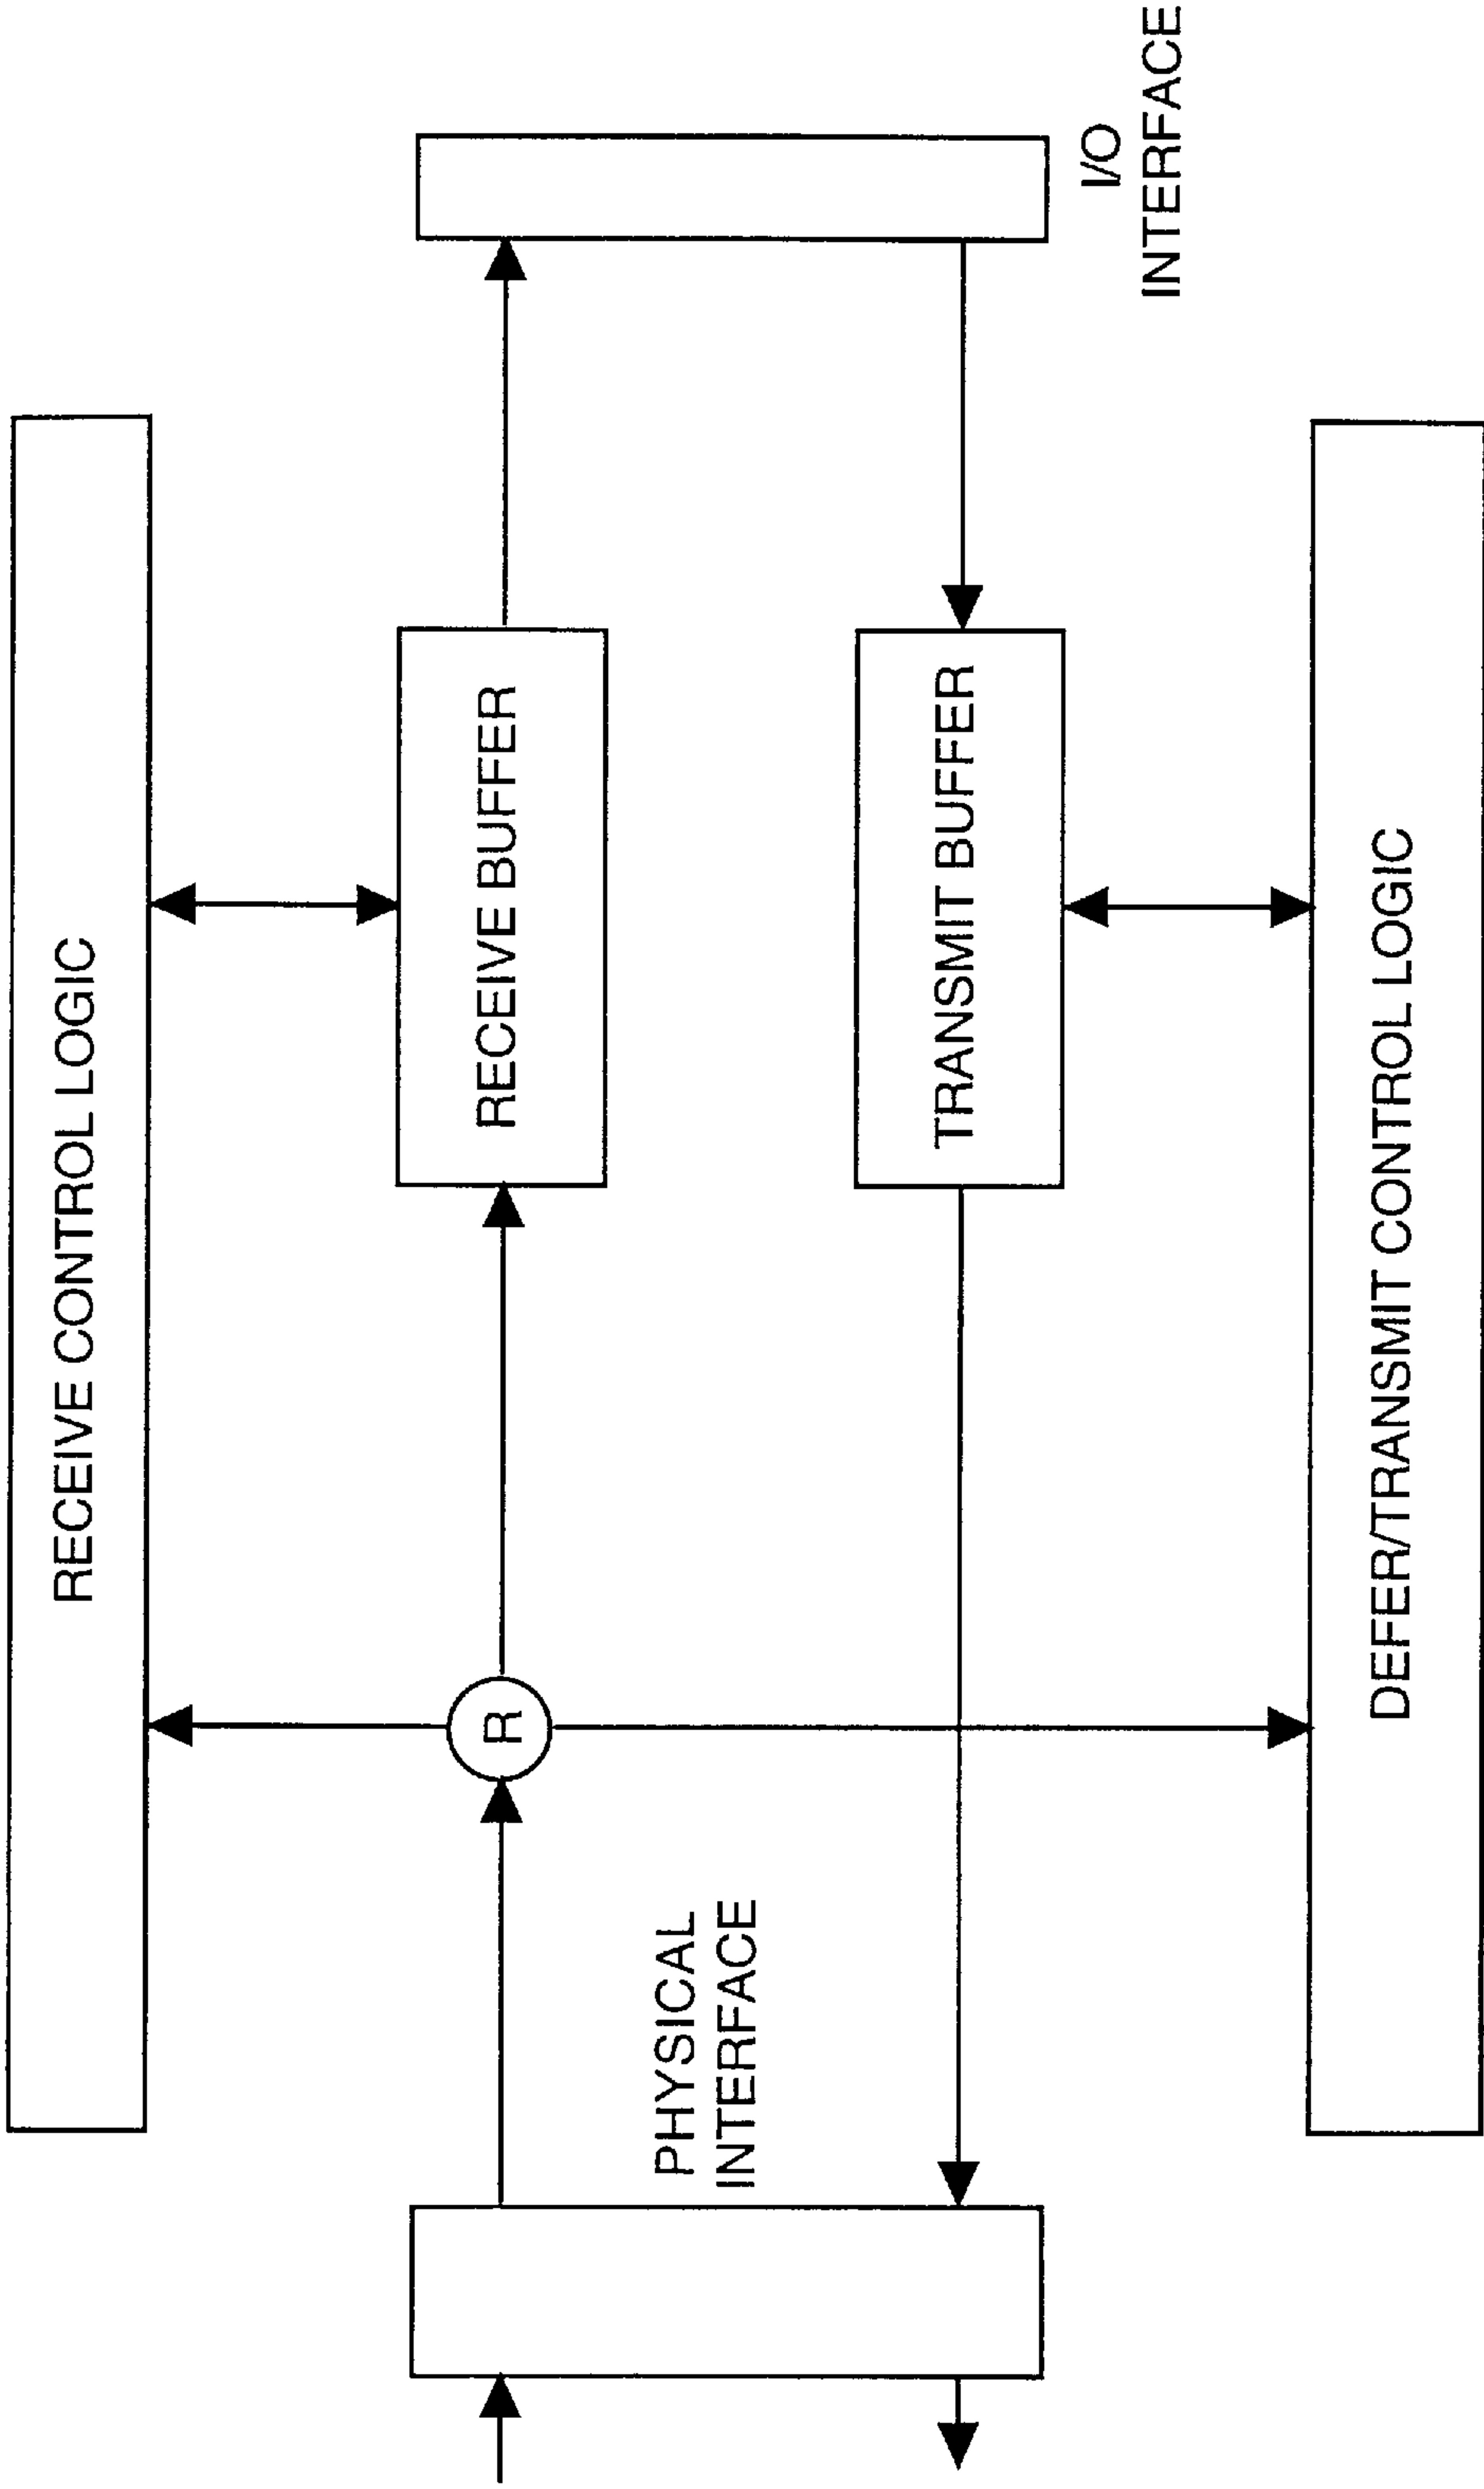 RECEIVE CONTROL LOGIC
PHYSICAL
INTERFACE
R
RECEIVE BUFFER
TRANSMIT BUFFER
I/O
INTERFACE
DEFER/TRANSMIT CONTROL LOGIC